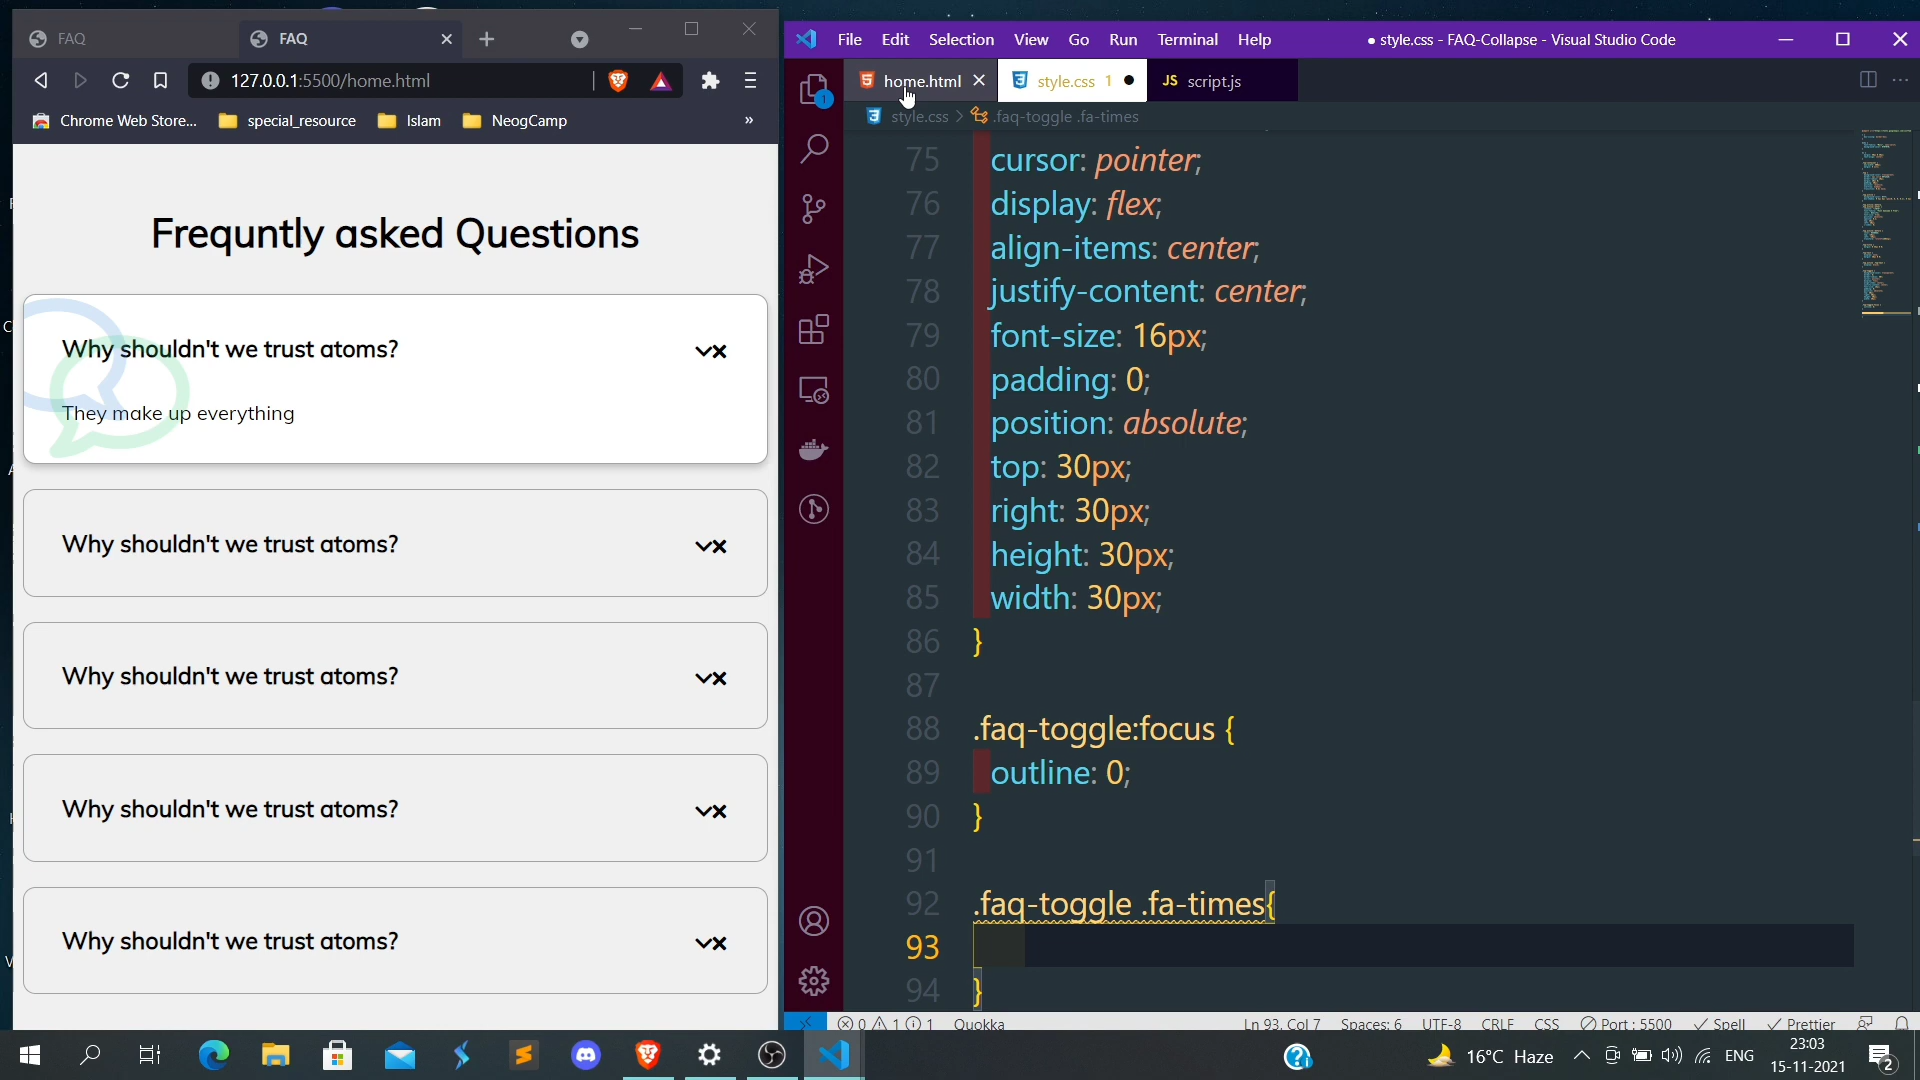 FAQ
FAQ
127.0.0.1:5500/home.html
Chrome Web Store...
special_resource
Islam
NeogCamp
»
Frequntly asked Questions
Why shouldn't we trust atoms?
They make up everything
Why shouldn't we trust atoms?
Why shouldn't we trust atoms?
Why shouldn't we trust atoms?
Why shouldn't we trust atoms?
File Edit Selection View Go Run Terminal Help
● style.css - FAQ-Collapse - Visual Studio Code
home.html
style.css 1
JS script.js
style.css > .faq-toggle .fa-times
75 cursor: pointer;
76 display: flex;
77 align-items: center;
78 justify-content: center;
79 font-size: 16px;
80 padding: 0;
81 position: absolute;
82 top: 30px;
83 right: 30px;
84 height: 30px;
85 width: 30px;
86 }
87
88 .faq-toggle:focus {
89 outline: 0;
90 }
91
92 .faq-toggle .fa-times{
93
94 }
0 1 1 Quokka
Ln 93, Col 7 Spaces: 6 UTF-8 CRLF CSS Port : 5500 Spell Prettier
16°C Haze
ENG
23:03
15-11-2021
2